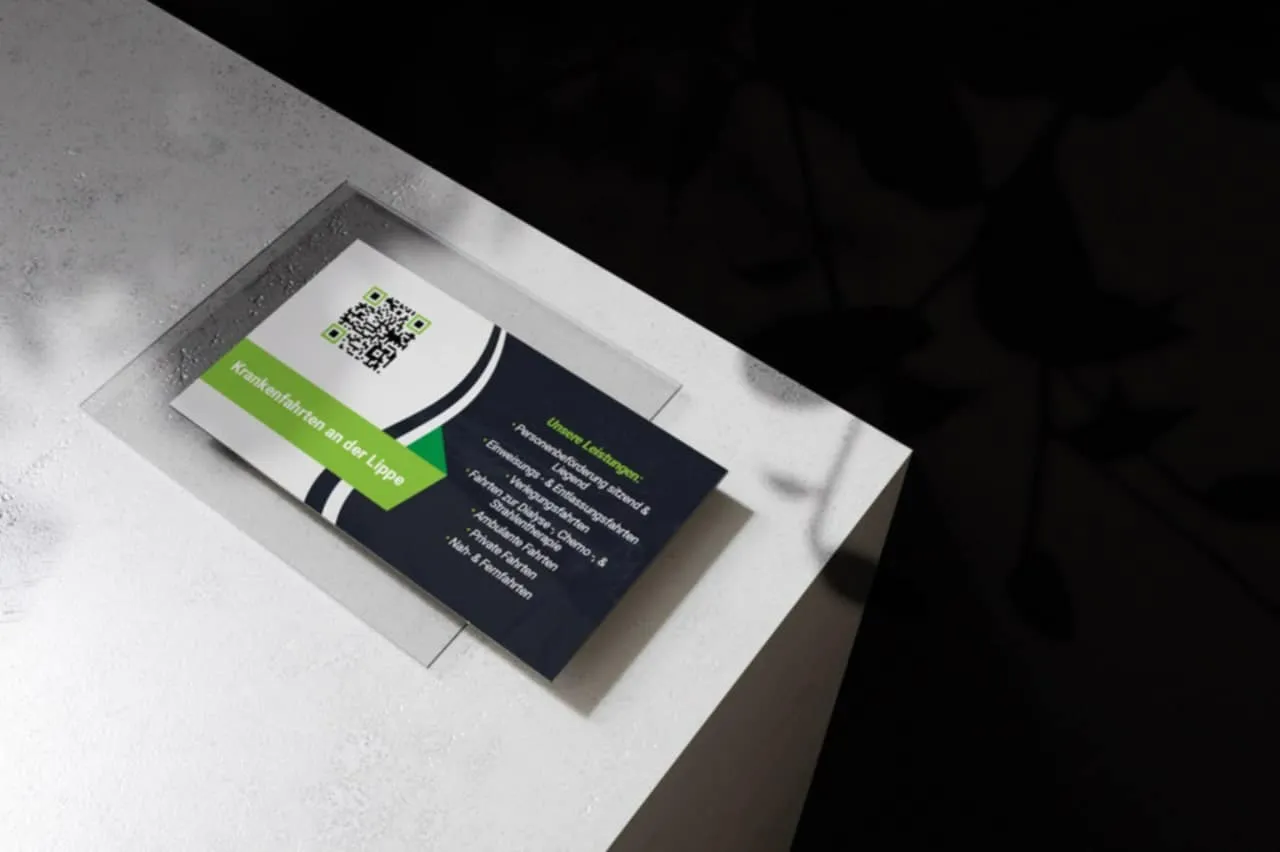 Krankenfahrten an der Lippe
Unsere Leistungen:
· Personenbeförderung sitzend &
Liegend
· Einweisungs - & Entlassungsfahrten
· Verlegungsfahrten
· Fahrten zur Dialyse -, Chemo -, &
Strahlentherapie
· Ambulante Fahrten
· Private Fahrten
· Nah- & Fernfahrten